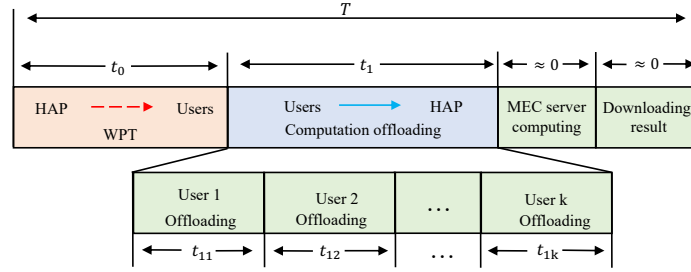 T
t₀ t₁ ≈ 0 ≈ 0
HAP Users Users HAP MEC server Downloading
WPT Computation offloading computing result
User 1 User 2 ... User k
Offloading Offloading Offloading
t₁₁ t₁₂ ... t₁ₖ